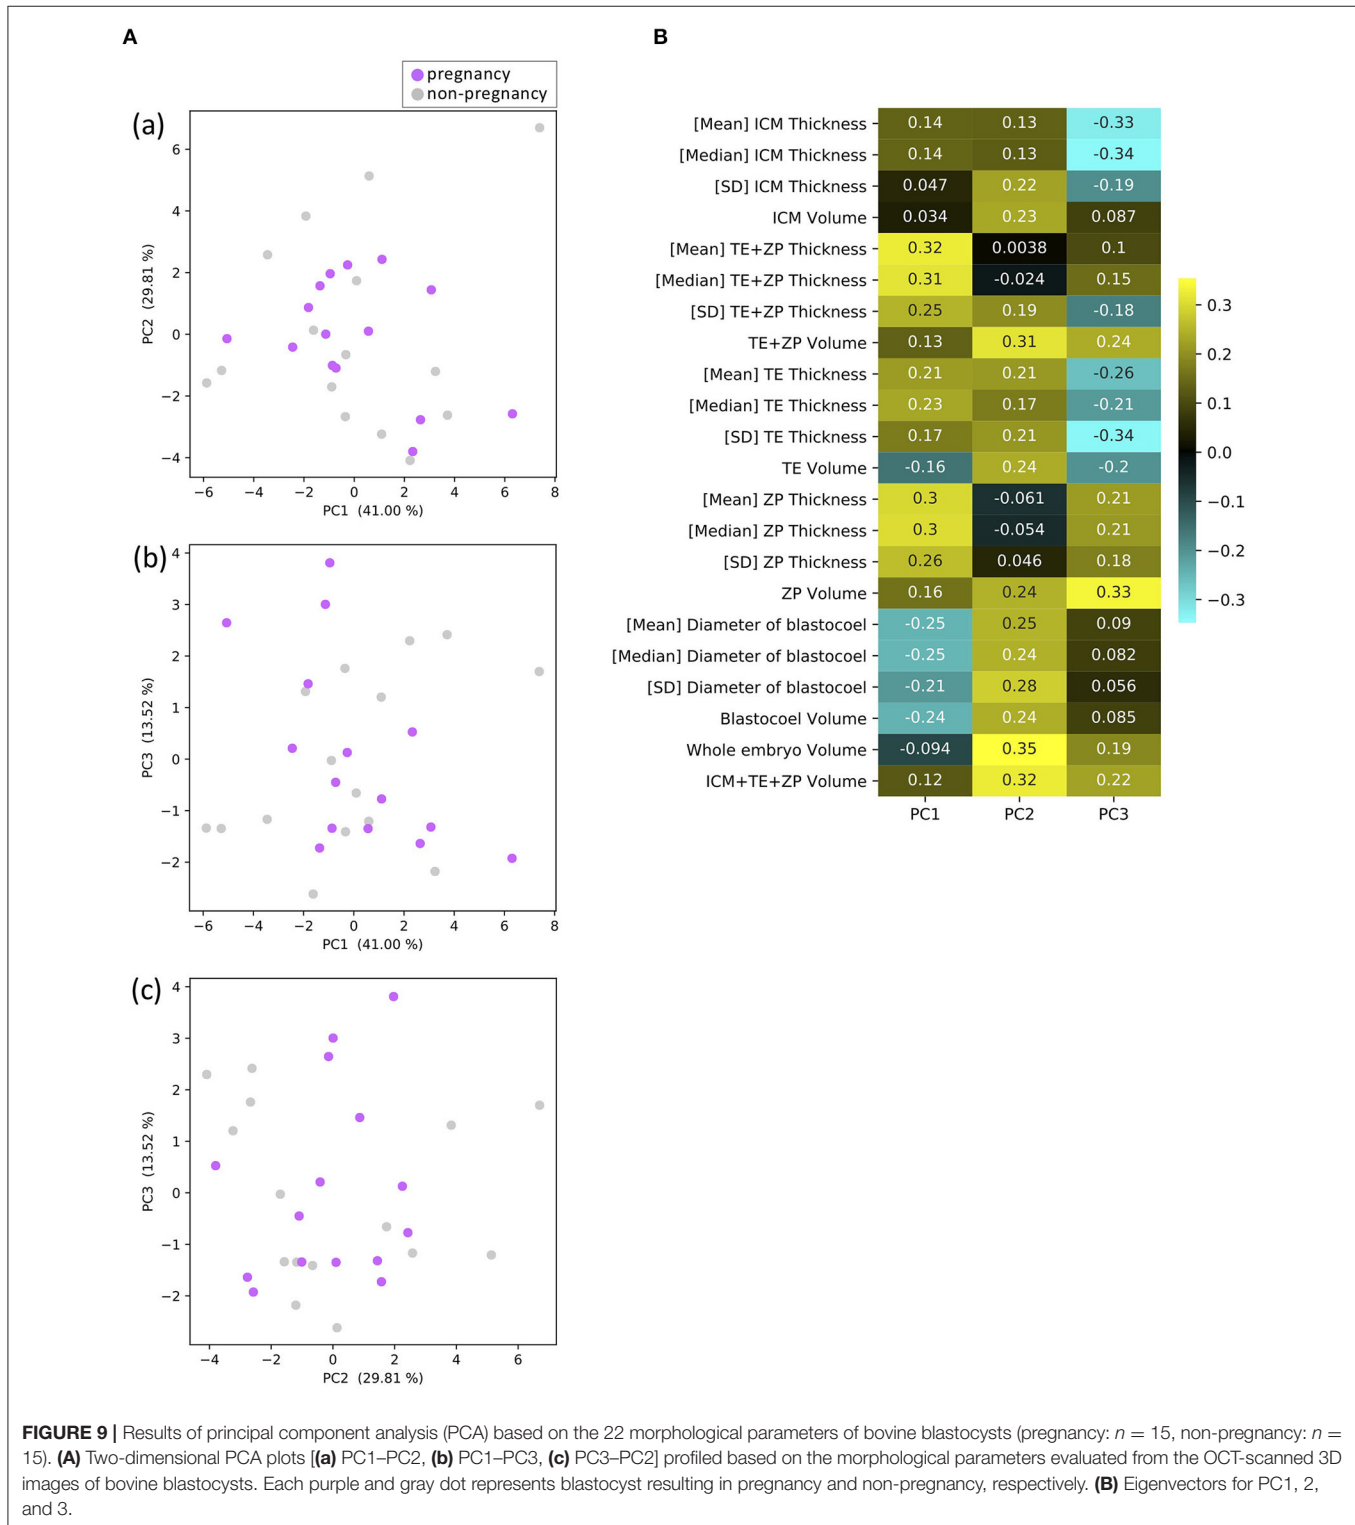 A
B
pregnancy
non-pregnancy
(a)
6
4
2
0
−2
−4
PC2 (29.81 %)
−6 −4 −2 0 2 4 6 8
PC1 (41.00 %)
(b)
4
3
2
1
0
−1
−2
PC3 (13.52 %)
−6 −4 −2 0 2 4 6 8
PC1 (41.00 %)
(c)
4
3
2
1
0
−1
−2
PC3 (13.52 %)
−4 −2 0 2 4 6
PC2 (29.81 %)
[Mean] ICM Thickness 0.14 0.13 -0.33
[Median] ICM Thickness 0.14 0.13 -0.34
[SD] ICM Thickness 0.047 0.22 -0.19
ICM Volume 0.034 0.23 0.087
[Mean] TE+ZP Thickness 0.32 0.0038 0.1
[Median] TE+ZP Thickness 0.31 -0.024 0.15
[SD] TE+ZP Thickness 0.25 0.19 -0.18
TE+ZP Volume 0.13 0.31 0.24
[Mean] TE Thickness 0.21 0.21 -0.26
[Median] TE Thickness 0.23 0.17 -0.21
[SD] TE Thickness 0.17 0.21 -0.34
TE Volume -0.16 0.24 -0.2
[Mean] ZP Thickness 0.3 -0.061 0.21
[Median] ZP Thickness 0.3 -0.054 0.21
[SD] ZP Thickness 0.26 0.046 0.18
ZP Volume 0.16 0.24 0.33
[Mean] Diameter of blastocoel -0.25 0.25 0.09
[Median] Diameter of blastocoel -0.25 0.24 0.082
[SD] Diameter of blastocoel -0.21 0.28 0.056
Blastocoel Volume -0.24 0.24 0.085
Whole embryo Volume -0.094 0.35 0.19
ICM+TE+ZP Volume 0.12 0.32 0.22
PC1 PC2 PC3
0.3
0.2
0.1
0.0
−0.1
−0.2
−0.3
FIGURE 9 | Results of principal component analysis (PCA) based on the 22 morphological parameters of bovine blastocysts (pregnancy: n = 15, non-pregnancy: n =
15). (A) Two-dimensional PCA plots [(a) PC1–PC2, (b) PC1–PC3, (c) PC3–PC2] profiled based on the morphological parameters evaluated from the OCT-scanned 3D
images of bovine blastocysts. Each purple and gray dot represents blastocyst resulting in pregnancy and non-pregnancy, respectively. (B) Eigenvectors for PC1, 2,
and 3.